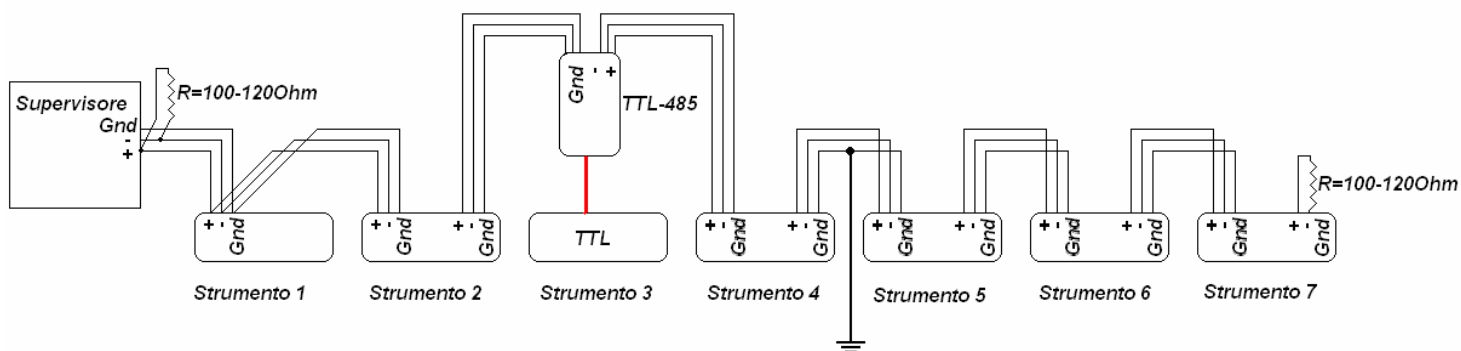 Supervisore
Gnd
-
+
R=100-120Ohm
+ - Gnd
Strumento 1
+ - Gnd
+ - Gnd
Strumento 2
Gnd - +
TTL-485
TTL
Strumento 3
+ - Gnd
+ - Gnd
Strumento 4
+ - Gnd
+ - Gnd
Strumento 5
+ - Gnd
+ - Gnd
Strumento 6
+ - Gnd
+ - Gnd
R=100-120Ohm
Strumento 7